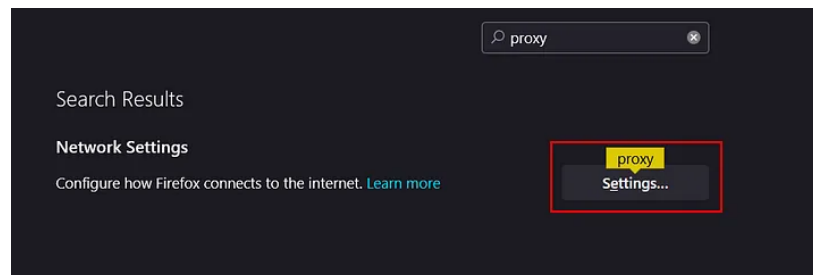 proxy
Search Results
Network Settings
Configure how Firefox connects to the internet. Learn more
proxy
Settings...